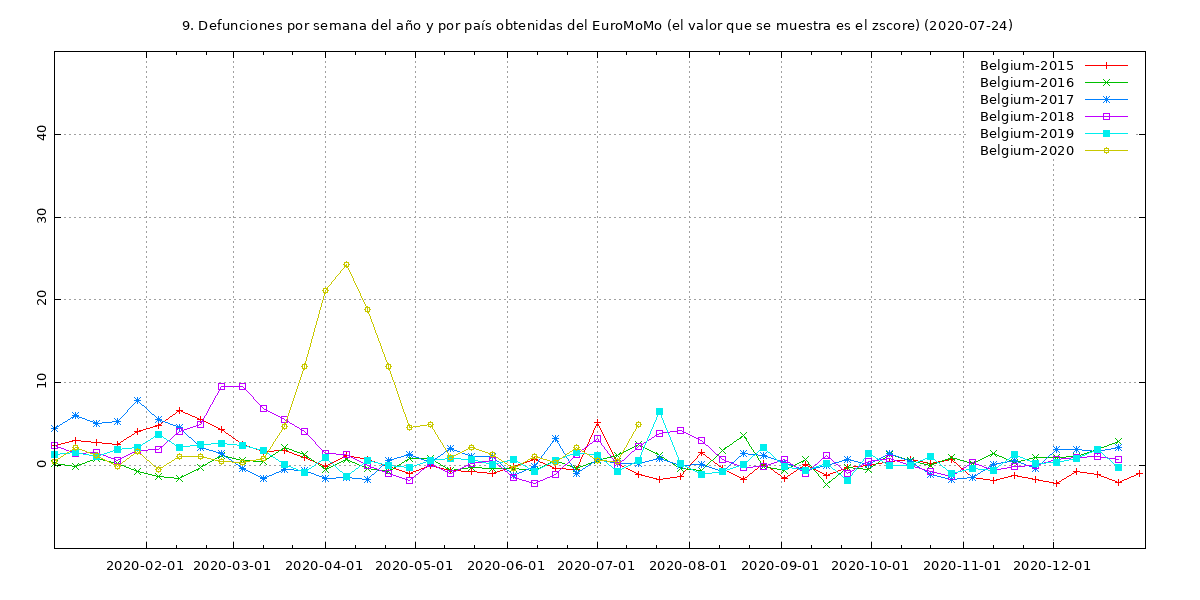 9. Defunciones por semana del año y por país obtenidas del EuroMoMo (el valor que se muestra es el zscore) (2020-07-24)
Belgium-2015
Belgium-2016
Belgium-2017
Belgium-2018
Belgium-2019
Belgium-2020
40
30
20
10
0
2020-02-01 2020-03-01 2020-04-01 2020-05-01 2020-06-01 2020-07-01 2020-08-01 2020-09-01 2020-10-01 2020-11-01 2020-12-01